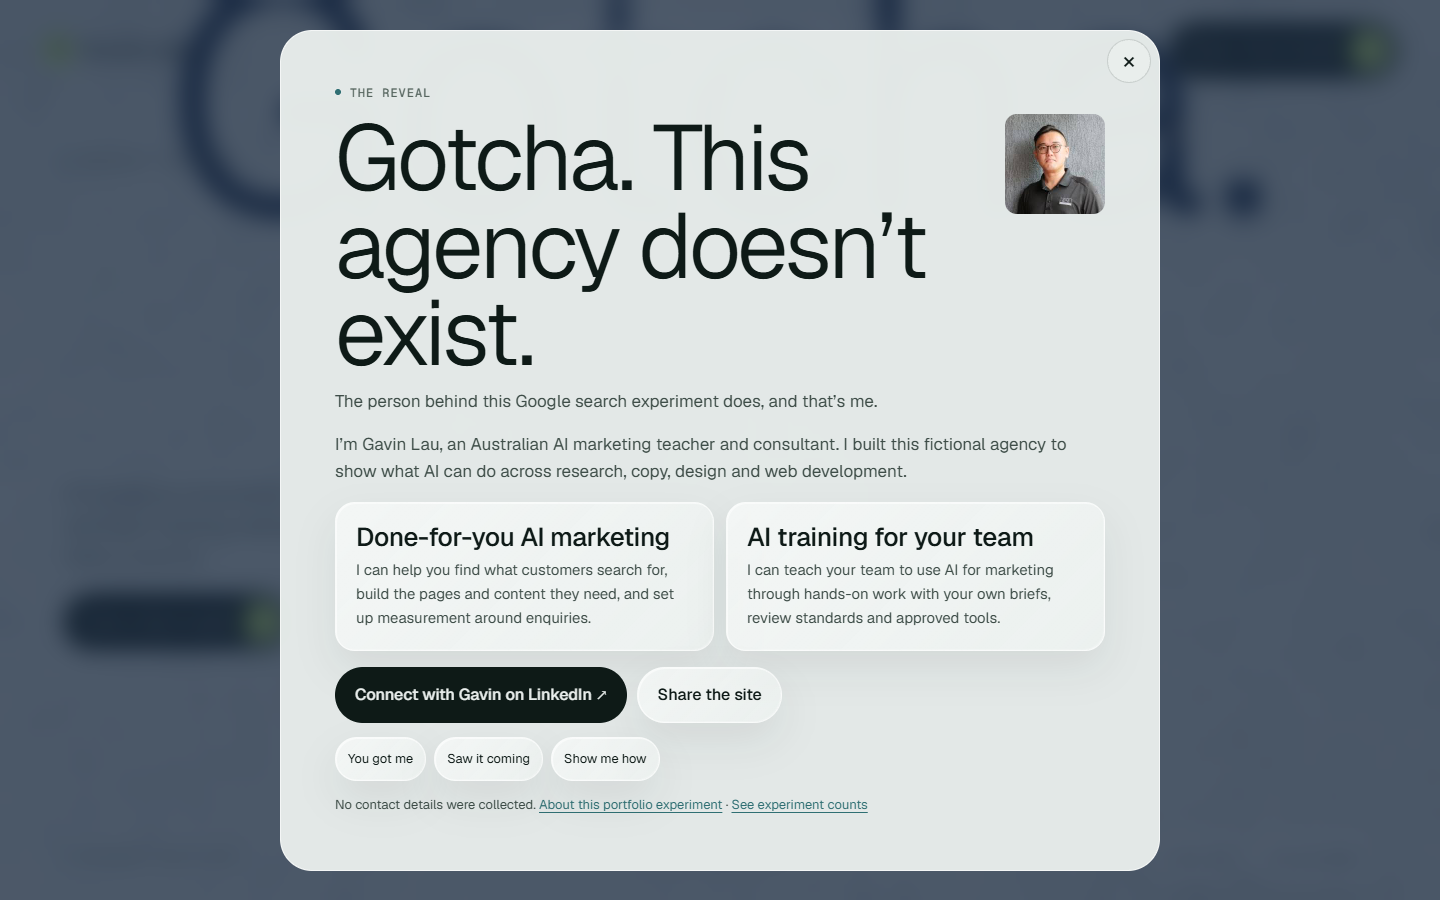 THE REVEAL
Gotcha. This
agency doesn’t
exist.
The person behind this Google search experiment does, and that’s me.
I’m Gavin Lau, an Australian AI marketing teacher and consultant. I built this fictional agency to
show what AI can do across research, copy, design and web development.
Done-for-you AI marketing
I can help you find what customers search for,
build the pages and content they need, and set
up measurement around enquiries.
AI training for your team
I can teach your team to use AI for marketing
through hands-on work with your own briefs,
review standards and approved tools.
Connect with Gavin on LinkedIn ↗
Share the site
You got me
Saw it coming
Show me how
No contact details were collected. About this portfolio experiment · See experiment counts